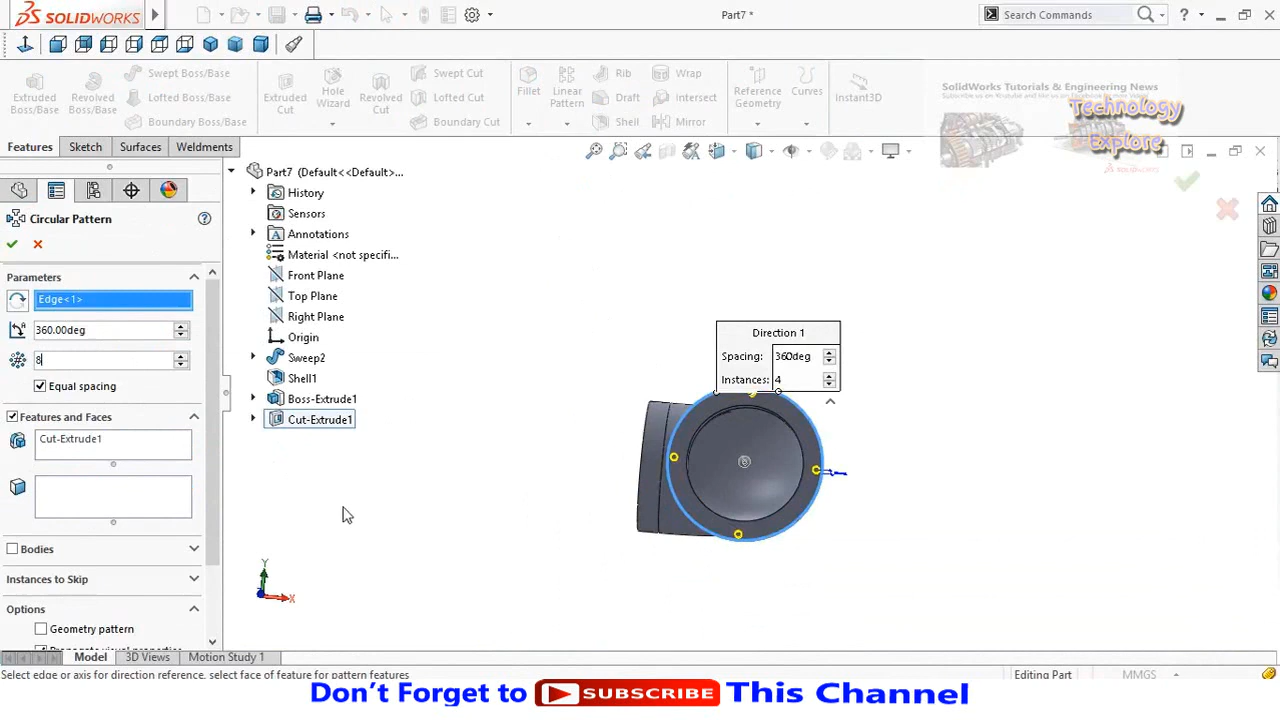 SOLIDWORKS
Part7 *
Search Commands
Extruded Boss/Base
Revolved Boss/Base
Swept Boss/Base
Lofted Boss/Base
Boundary Boss/Base
Extruded Cut
Hole Wizard
Revolved Cut
Swept Cut
Lofted Cut
Boundary Cut
Fillet
Linear Pattern
Rib
Draft
Shell
Wrap
Intersect
Mirror
Reference Geometry
Curves
Instant3D
SolidWorks Tutorials & Engineering News
Technology
Explore
SOLIDWORKS
Features
Sketch
Surfaces
Weldments
Circular Pattern
?
Parameters
Edge<1>
360.00deg
8
Equal spacing
Features and Faces
Cut-Extrude1
Bodies
Instances to Skip
Options
Geometry pattern
Part7 (Default<<Default>...
History
Sensors
Annotations
Material <not specifi...
Front Plane
Top Plane
Right Plane
Origin
Sweep2
Shell1
Boss-Extrude1
Cut-Extrude1
Direction 1
Spacing: 360deg
Instances: 4
Y
X
Model
3D Views
Motion Study 1
Select edge or axis for direction reference, select face of feature for pattern features
Editing Part
MMGS
Don't Forget to SUBSCRIBE This Channel